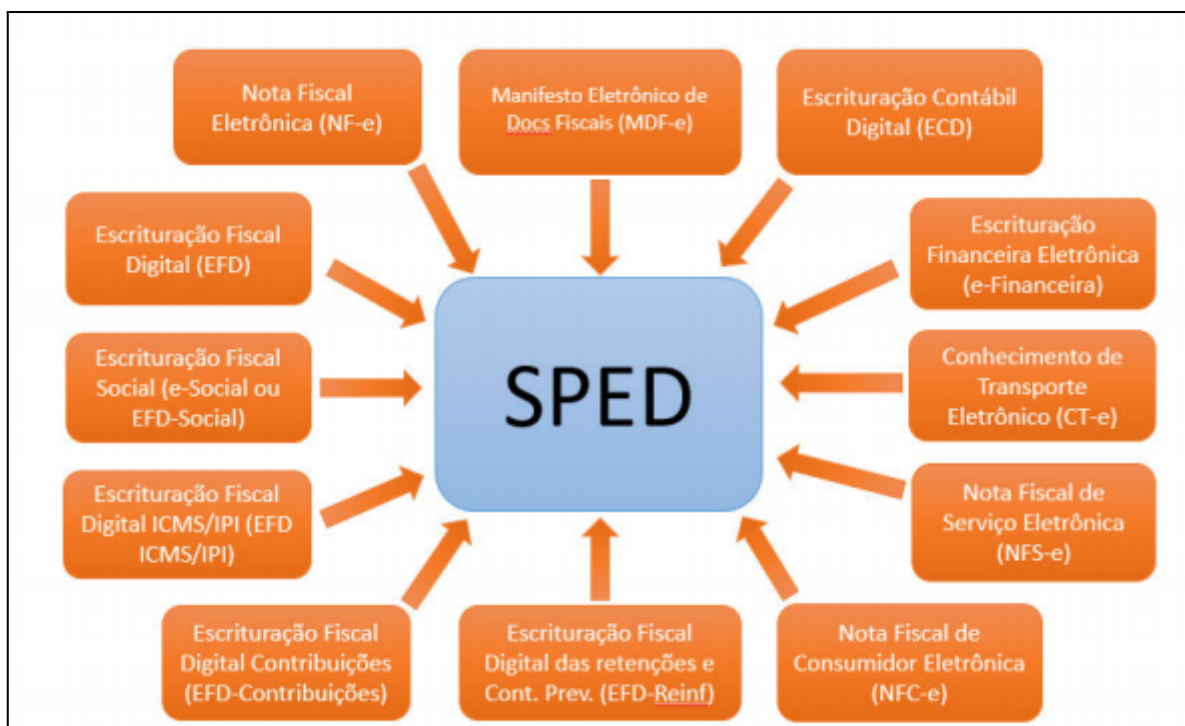 Nota Fiscal
Eletrônica (NF-e)
Manifesto Eletrônico de
Docs Fiscais (MDF-e)
Escrituração Contábil
Digital (ECD)
Escrituração Fiscal
Digital (EFD)
Escrituração
Financeira Eletrônica
(e-Financeira)
SPED
Escrituração Fiscal
Social (e-Social ou
EFD-Social)
Conhecimento de
Transporte
Eletrônico (CT-e)
Escrituração Fiscal
Digital ICMS/IPI (EFD
ICMS/IPI)
Nota Fiscal de
Serviço Eletrônica
(NFS-e)
Escrituração Fiscal
Digital Contribuições
(EFD-Contribuições)
Escrituração Fiscal
Digital das retenções e
Cont. Prev. (EFD-Reinf)
Nota Fiscal de
Consumidor Eletrônica
(NFC-e)